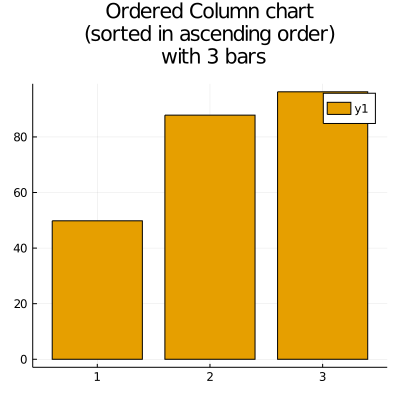 Ordered Column chart
(sorted in ascending order)
with 3 bars
y1
80
60
40
20
0
1 2 3